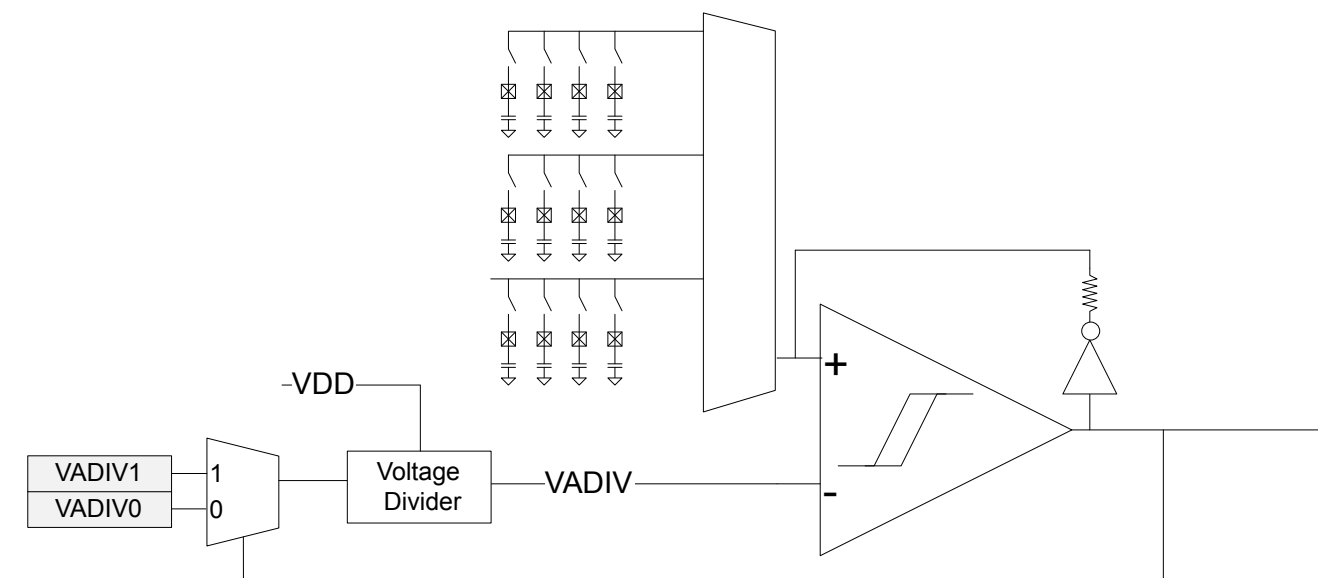 +
VDD
VADIV1
1
Voltage
Divider
VADIV
VADIV0
0
-